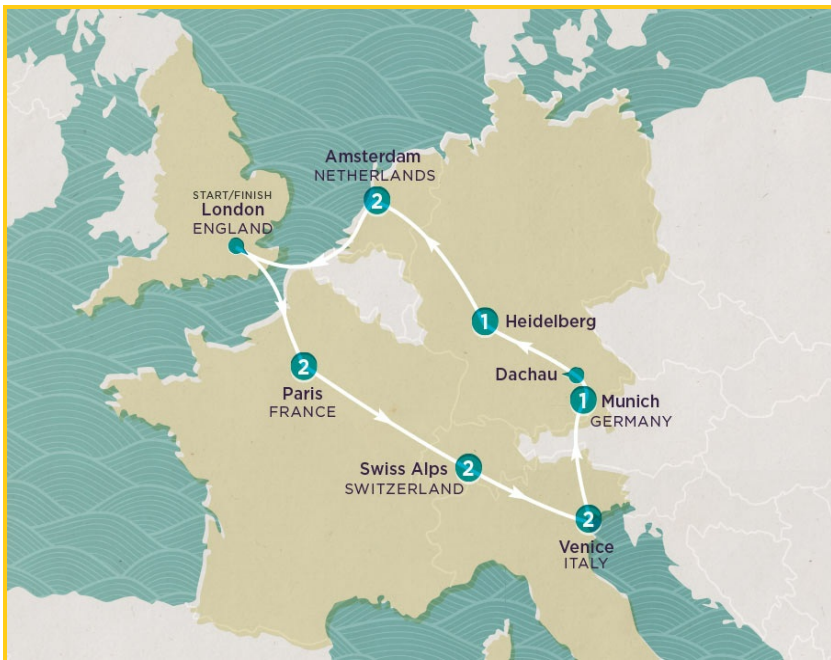 Amsterdam
NETHERLANDS
2
START/FINISH
London
ENGLAND
1
Heidelberg
2
Paris
FRANCE
Dachau
1
Munich
GERMANY
Swiss Alps
SWITZERLAND
2
2
Venice
ITALY